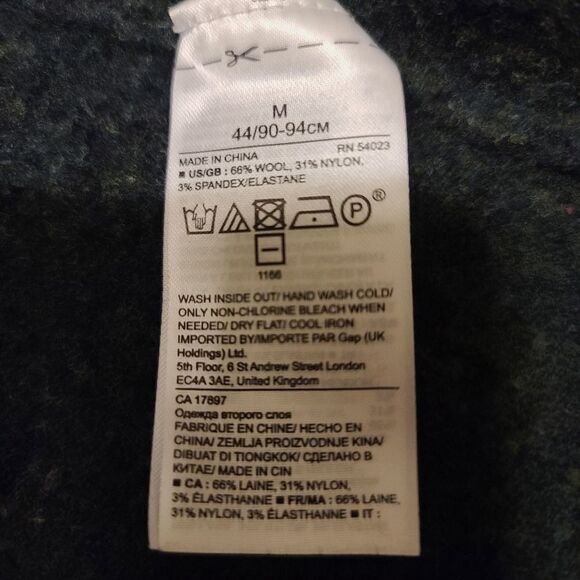 M
44/90-94CM
MADE IN CHINA RN 54023
■ US/GB : 66% WOOL, 31% NYLON,
3% SPANDEX/ELASTANE
P ®
1166
WASH INSIDE OUT/ HAND WASH COLD/
ONLY NON-CHLORINE BLEACH WHEN
NEEDED/ DRY FLAT/ COOL IRON
IMPORTED BY/IMPORTE PAR Gap (UK
Holdings) Ltd.
5th Floor, 6 St Andrew Street London
EC4A 3AE, United Kingdom
CA 17897
Одежда второго слоя
FABRIQUE EN CHINE/ HECHO EN
CHINA/ ZEMLJA PROIZVODNJE KINA/
DIBUAT DI TIONGKOK/ СДЕЛАНО В
КИТАЕ/ MADE IN CIN
■ CA : 66% LAINE, 31% NYLON,
3% ÉLASTHANNE ■ FR/MA : 66% LAINE,
31% NYLON, 3% ÉLASTHANNE ■ IT :